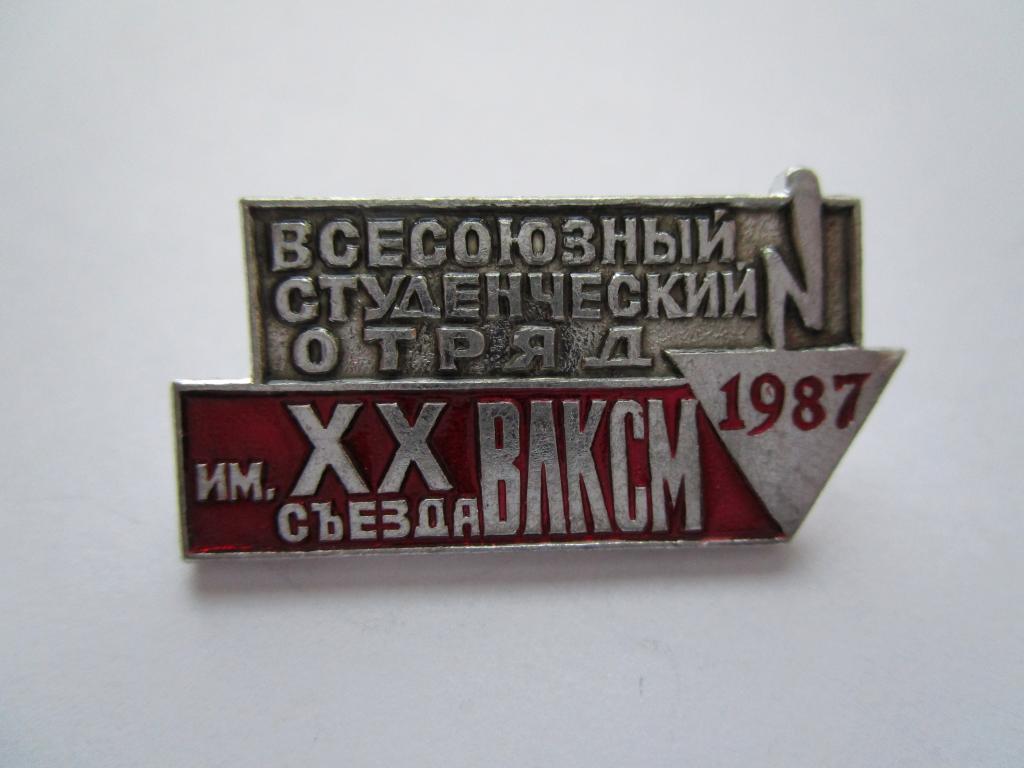 ВСЕСОЮЗНЫЙ
СТУДЕНЧЕСКИЙ
ОТРЯД
ИМ. XX СЪЕЗДА ВЛКСМ
1987